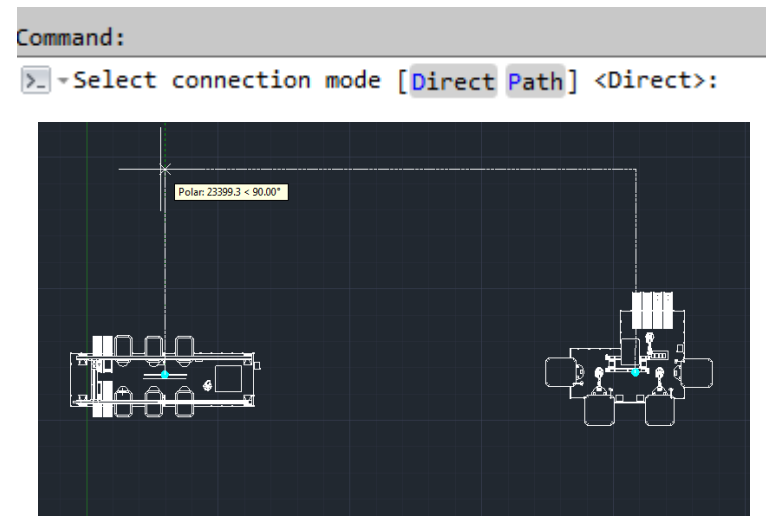 Command:
Select connection mode [Direct Path] <Direct>:
Polar: 23399.3 < 90.00°